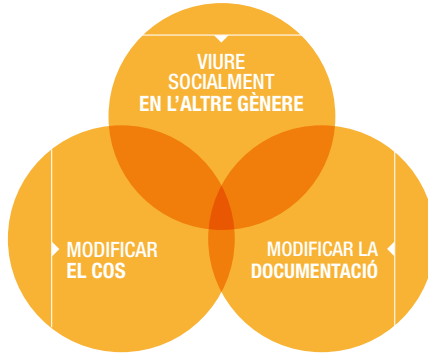 VIURE
SOCIALMENT
EN L'ALTRE GÈNERE
MODIFICAR
EL COS
MODIFICAR LA
DOCUMENTACIÓ